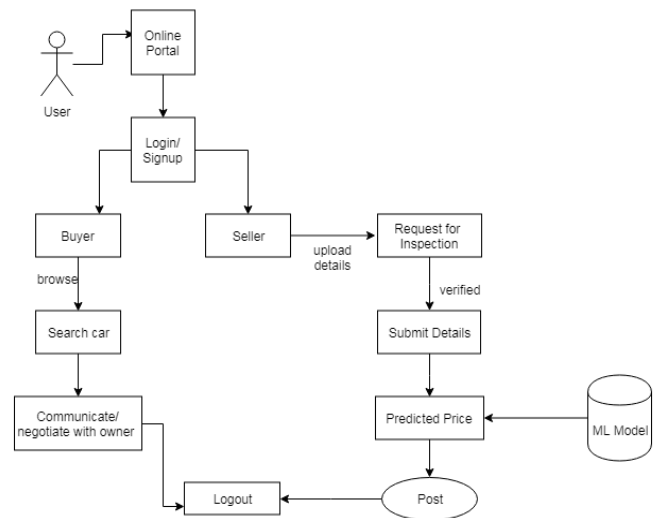 Online
Portal
User
Login/
Signup
Buyer
Seller
upload
details
Request for
Inspection
browse
verified
Search car
Submit Details
Communicate/
negotiate with owner
Predicted Price
ML Model
Logout
Post